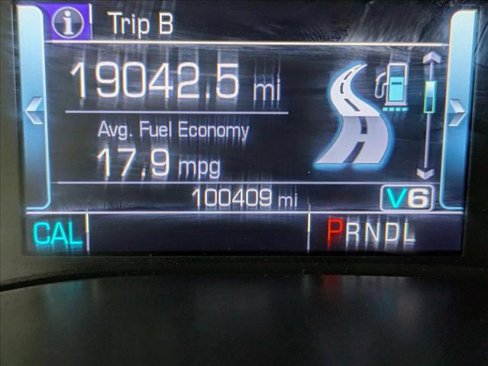 i Trip B
19042.5 mi
Avg. Fuel Economy
17.9 mpg
100409 mi V6
CAL PRNDL